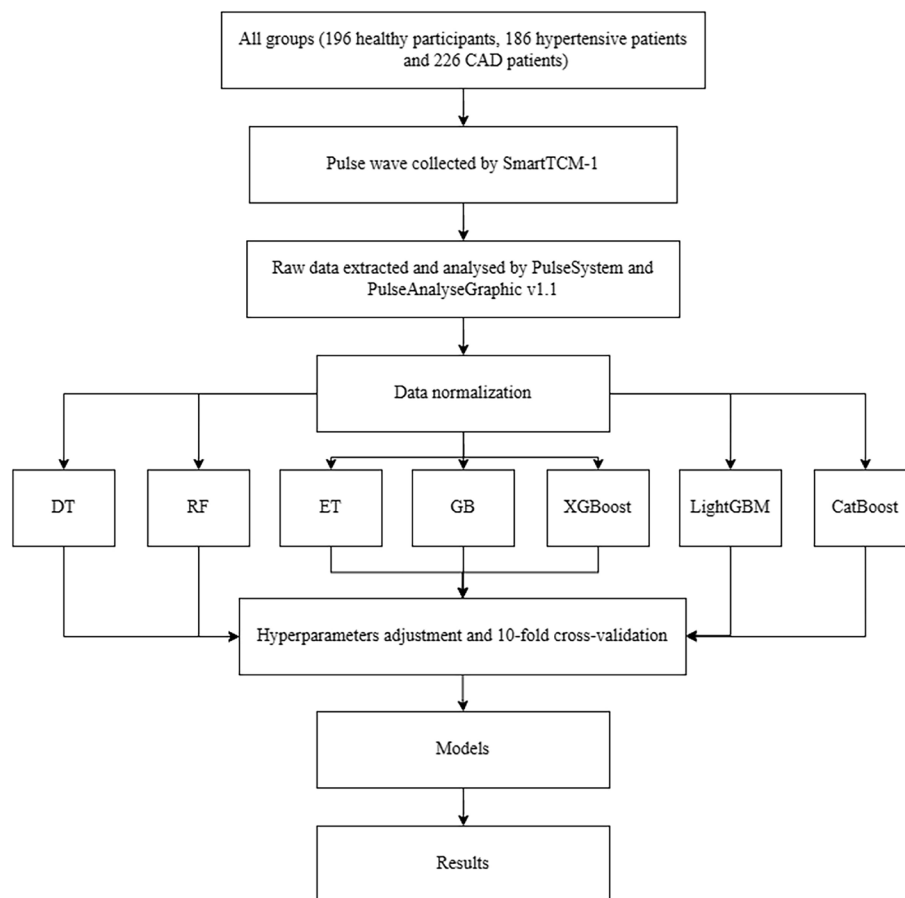 All groups (196 healthy participants, 186 hypertensive patients
and 226 CAD patients)
Pulse wave collected by SmartTCM-1
Raw data extracted and analysed by PulseSystem and
PulseAnalyseGraphic v1.1
Data normalization
DT
RF
ET
GB
XGBoost
LightGBM
CatBoost
Hyperparameters adjustment and 10-fold cross-validation
Models
Results